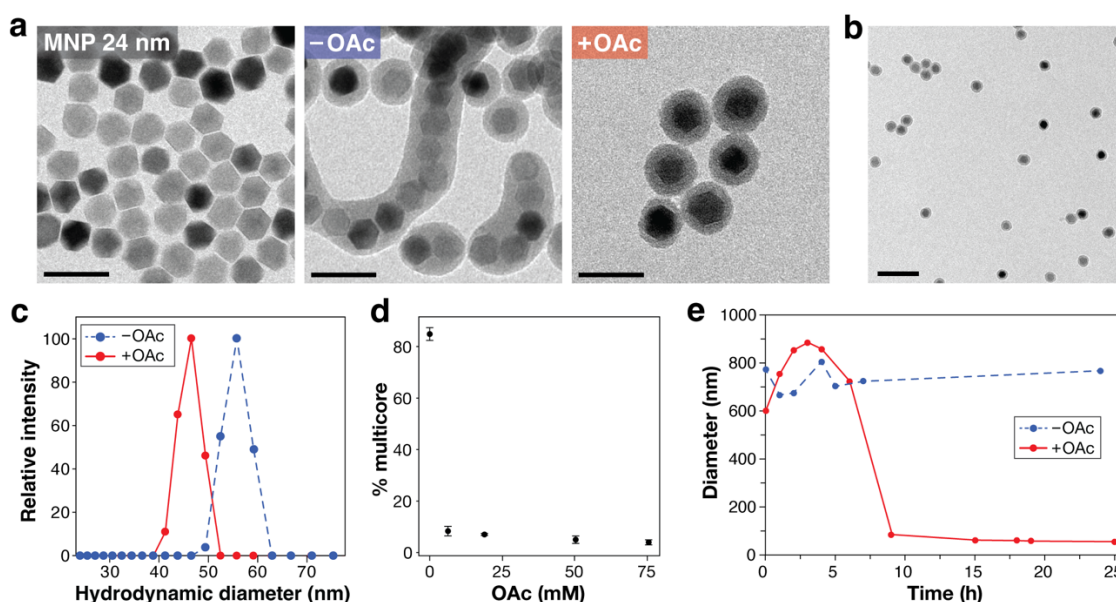 a
MNP 24 nm
−OAc
+OAc
b
c
−OAc
+OAc
Relative intensity
100
80
60
40
20
0
30
40
50
60
70
Hydrodynamic diameter (nm)
d
% multicore
80
60
40
20
0
0
25
50
75
OAc (mM)
e
Diameter (nm)
1000
800
600
400
200
0
−OAc
+OAc
0
5
10
15
20
25
Time (h)